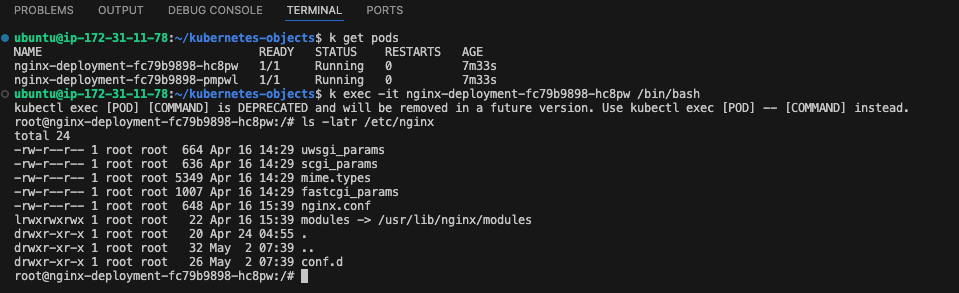 PROBLEMS OUTPUT DEBUG CONSOLE TERMINAL PORTS
ubuntu@ip-172-31-11-78:~/kubernetes-objects$ k get pods
NAME                               READY   STATUS    RESTARTS   AGE
nginx-deployment-fc79b9898-hc8pw   1/1     Running   0          7m33s
nginx-deployment-fc79b9898-pmpwl   1/1     Running   0          7m33s
ubuntu@ip-172-31-11-78:~/kubernetes-objects$ k exec -it nginx-deployment-fc79b9898-hc8pw /bin/bash
kubectl exec [POD] [COMMAND] is DEPRECATED and will be removed in a future version. Use kubectl exec [POD] -- [COMMAND] instead.
root@nginx-deployment-fc79b9898-hc8pw:/# ls -latr /etc/nginx
total 24
-rw-r--r-- 1 root root  664 Apr 16 14:29 uwsgi_params
-rw-r--r-- 1 root root  636 Apr 16 14:29 scgi_params
-rw-r--r-- 1 root root 5349 Apr 16 14:29 mime.types
-rw-r--r-- 1 root root 1007 Apr 16 14:29 fastcgi_params
-rw-r--r-- 1 root root  648 Apr 16 15:39 nginx.conf
lrwxrwxrwx 1 root root   22 Apr 16 15:39 modules -> /usr/lib/nginx/modules
drwxr-xr-x 1 root root   20 Apr 24 04:55 .
drwxr-xr-x 1 root root   32 May  2 07:39 ..
drwxr-xr-x 1 root root   26 May  2 07:39 conf.d
root@nginx-deployment-fc79b9898-hc8pw:/#